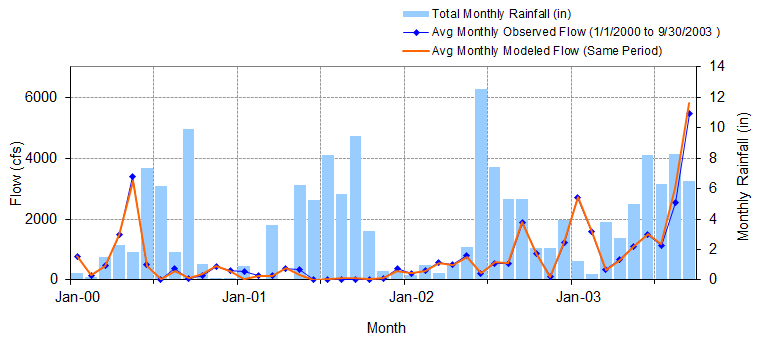 Total Monthly Rainfall (in)
Avg Monthly Observed Flow (1/1/2000 to 9/30/2003 )
Avg Monthly Modeled Flow (Same Period)
Flow (cfs)
6000
4000
2000
0
14
12
10
8
6
4
2
0
Monthly Rainfall (in)
Jan-00
Jan-01
Jan-02
Jan-03
Month